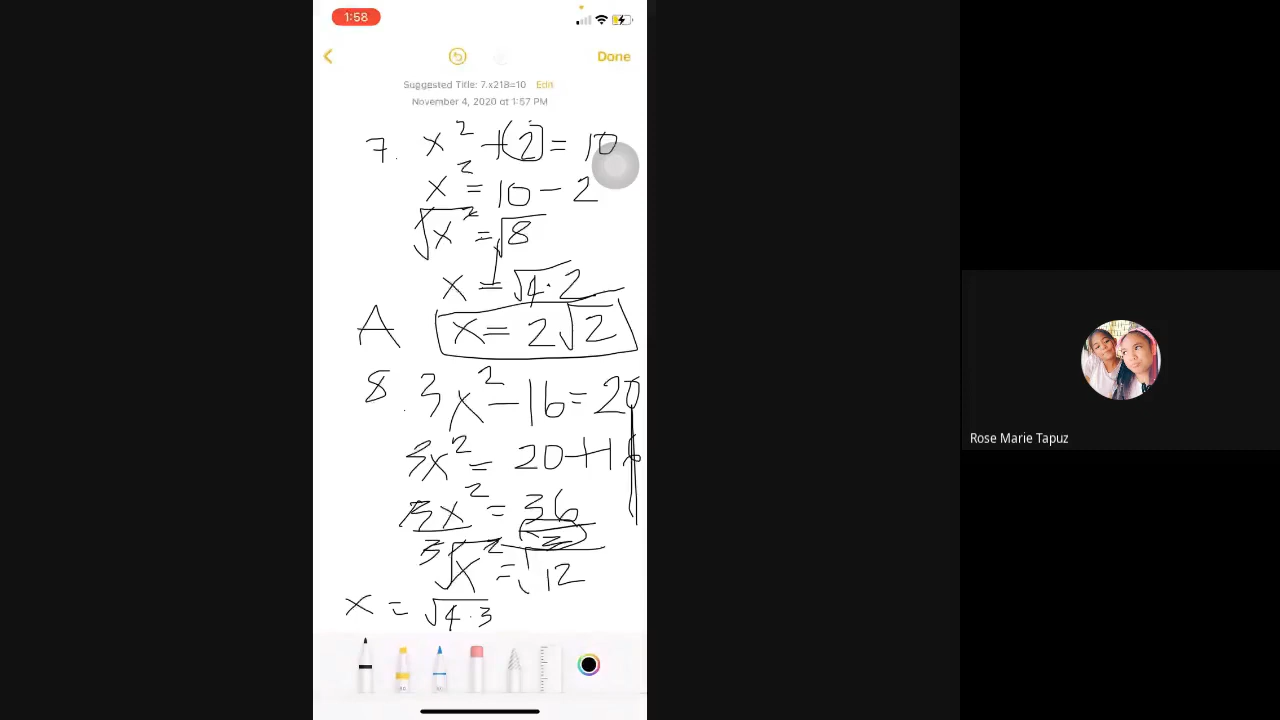 1:58
Done
Suggested Title: 7.x21B=10 Edit
November 4, 2020 at 1:57 PM
7. x² + (2) = 10
x² = 10 - 2
√x² = √8
x = √4·2
A x = 2√2
8. 3x² - 16 = 20
3x² = 20 + 16
3x²/3 = 36/3
√x² = √12
x = √4·3
Rose Marie Tapuz